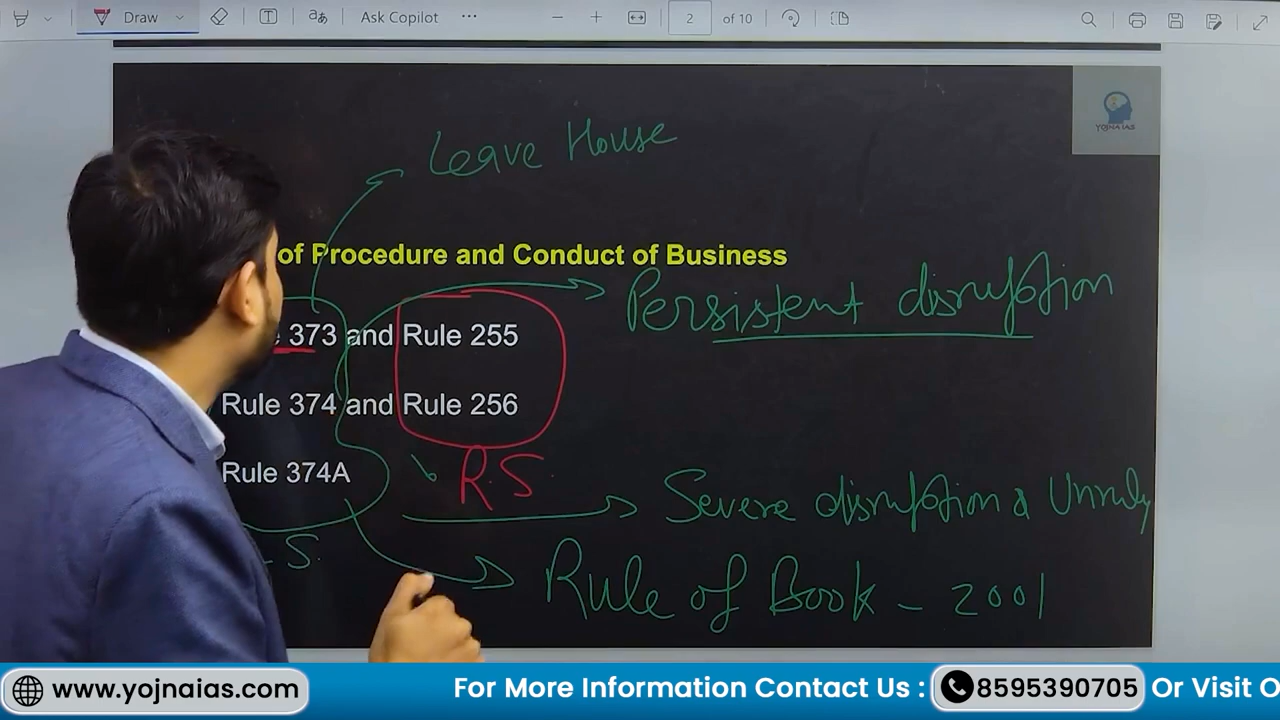 Draw
Ask Copilot
2 of 10
YOJNA IAS
Leave House
of Procedure and Conduct of Business
Persistent disruption
373 and Rule 255
Rule 374 and Rule 256
Rule 374A
R.S.
Severe disruption & Unruly
S.
Rule of Book - 2001
www.yojnaias.com
For More Information Contact Us : 8595390705 Or Visit O